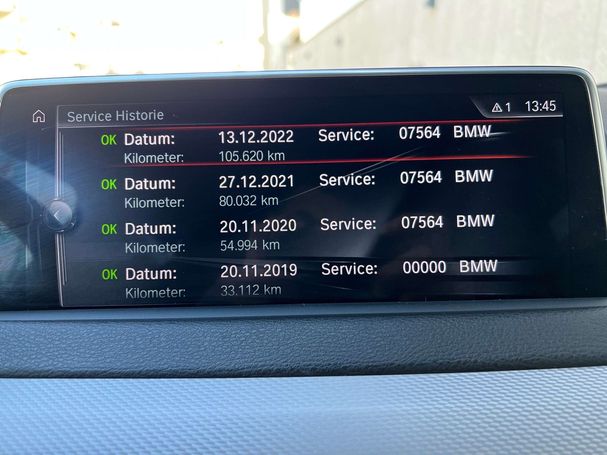 Service Historie
1 13:45
OK Datum: 13.12.2022 Service: 07564 BMW
Kilometer: 105.620 km
OK Datum: 27.12.2021 Service: 07564 BMW
Kilometer: 80.032 km
OK Datum: 20.11.2020 Service: 07564 BMW
Kilometer: 54.994 km
OK Datum: 20.11.2019 Service: 00000 BMW
Kilometer: 33.112 km